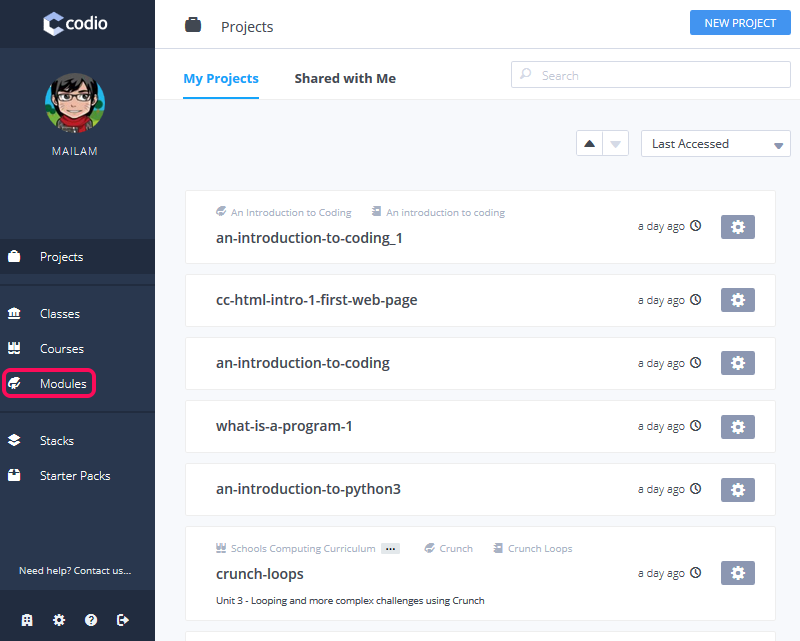 codio
Projects
NEW PROJECT
MAILAM
My Projects
Shared with Me
Search
Last Accessed
Projects
Classes
Courses
Modules
Stacks
Starter Packs
Need help? Contact us...
An Introduction to Coding
An introduction to coding
an-introduction-to-coding_1
a day ago
cc-html-intro-1-first-web-page
a day ago
an-introduction-to-coding
a day ago
what-is-a-program-1
a day ago
an-introduction-to-python3
a day ago
Schools Computing Curriculum ...
Crunch
Crunch Loops
crunch-loops
a day ago
Unit 3 - Looping and more complex challenges using Crunch